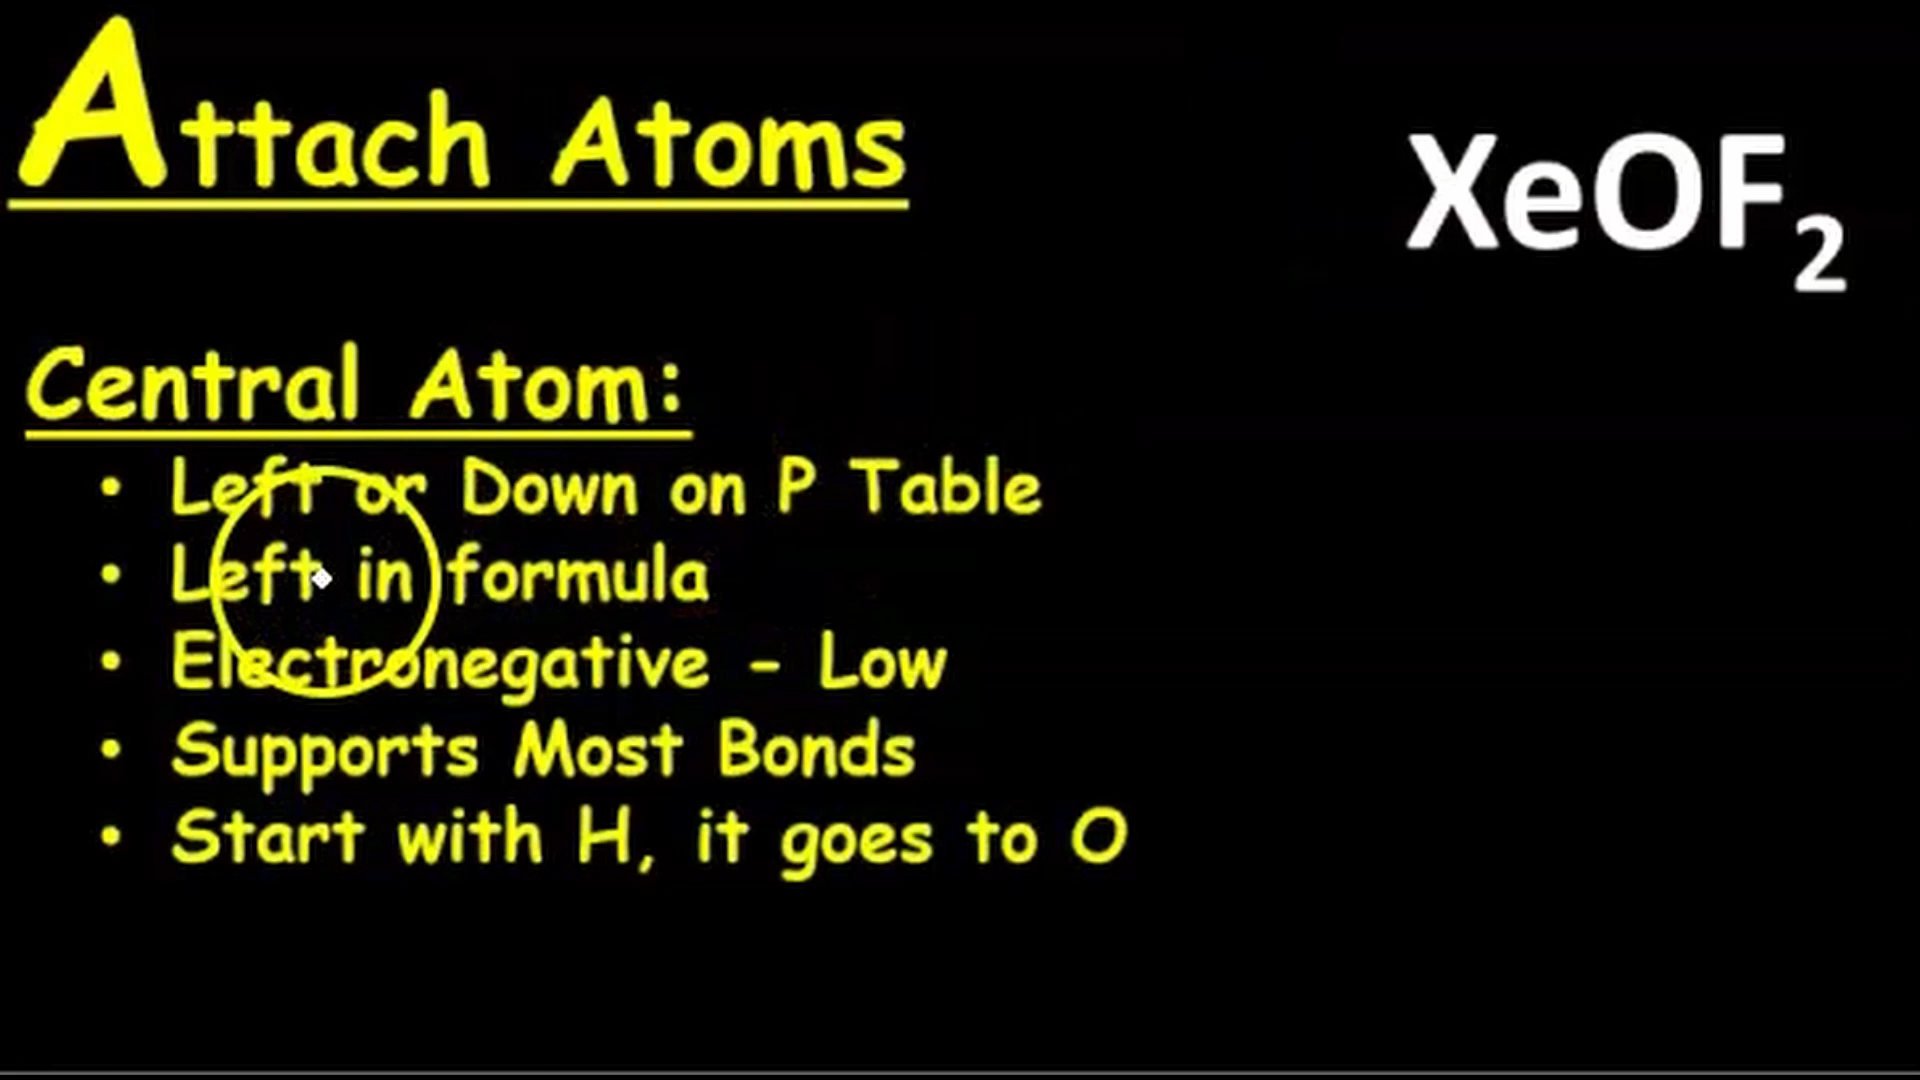 Attach Atoms
XeOF₂
Central Atom:
• Left or Down on P Table
• Left in formula
• Electronegative - Low
• Supports Most Bonds
• Start with H, it goes to O